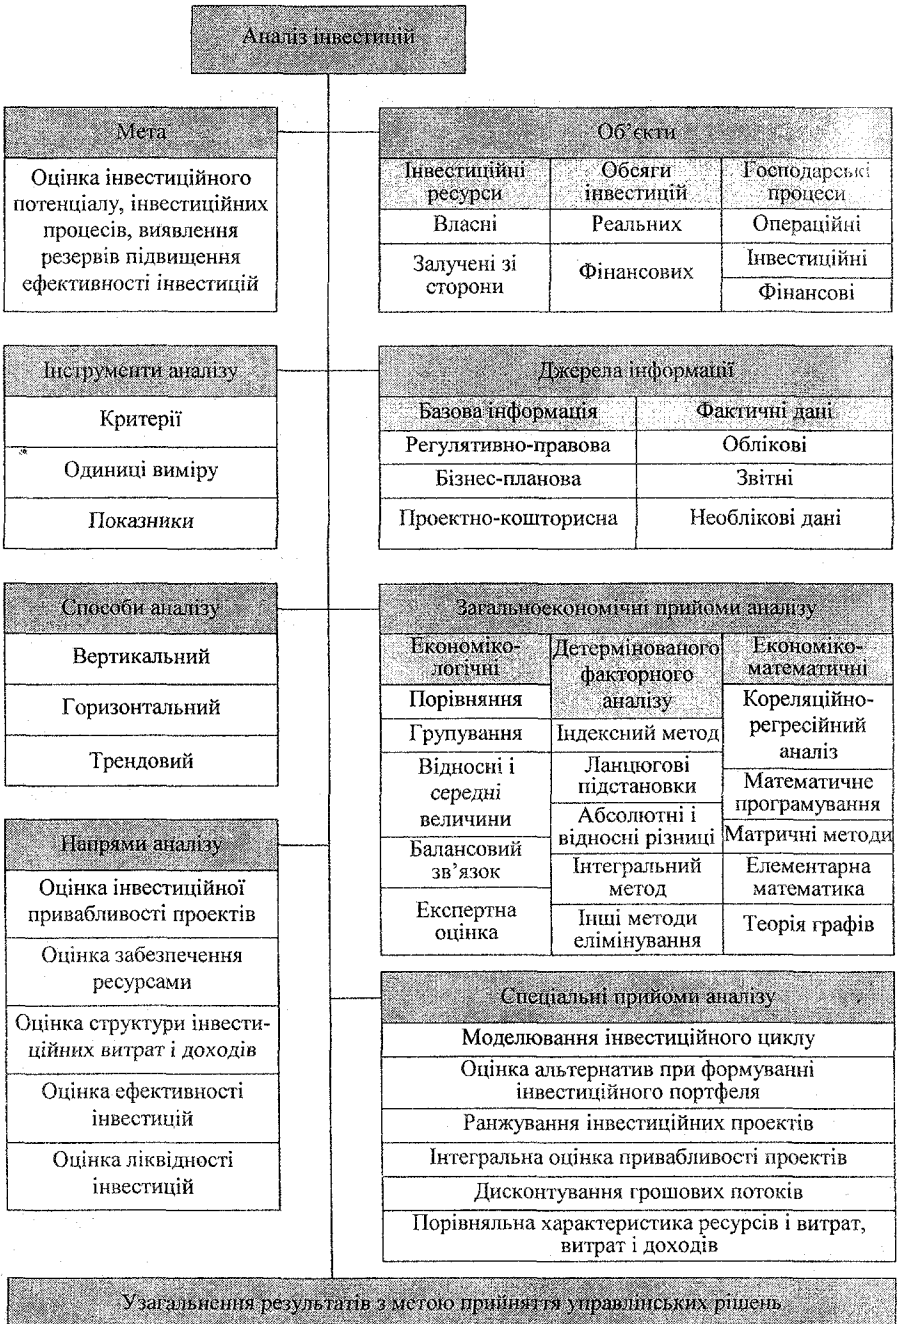 Аналіз інвестицій
Мета
Оцінка інвестиційного
потенціалу, інвестиційних
процесів, виявлення
резервів підвищення
ефективності інвестицій
Об’єкти
Інвестиційні
ресурси
Власні
Залучені зі
сторони
Обсяги
інвестицій
Реальних
Фінансових
Господарські
процеси
Операційні
Інвестиційні
Фінансові
Інструменти аналізу
Критерії
Одиниці виміру
Показники
Джерела інформації
Базова інформація
Регулятивно-правова
Бізнес-планова
Проектно-кошторисна
Фактичні дані
Облікові
Звітні
Необлікові дані
Способи аналізу
Вертикальний
Горизонтальний
Трендовий
Загальноекономічні прийоми аналізу
Економіко-
логічні
Порівняння
Групування
Відносні і
середні
величини
Балансовий
зв’язок
Експертна
оцінка
Детермінованого
факторного
аналізу
Індексний метод
Ланцюгові
підстановки
Абсолютні і
відносні різниці
Інтегральний
метод
Інші методи
елімінування
Економіко-
математичні
Кореляційно-
регресійний
аналіз
Математичне
програмування
Матричні методи
Елементарна
математика
Теорія графів
Напрями аналізу
Оцінка інвестиційної
привабливості проектів
Оцінка забезпечення
ресурсами
Оцінка структури інвести-
ційних витрат і доходів
Оцінка ефективності
інвестицій
Оцінка ліквідності
інвестицій
Спеціальні прийоми аналізу
Моделювання інвестиційного циклу
Оцінка альтернатив при формуванні
інвестиційного портфеля
Ранжування інвестиційних проектів
Інтегральна оцінка привабливості проектів
Дисконтування грошових потоків
Порівняльна характеристика ресурсів і витрат,
витрат і доходів
Узагальнення результатів з метою прийняття управлінських рішень